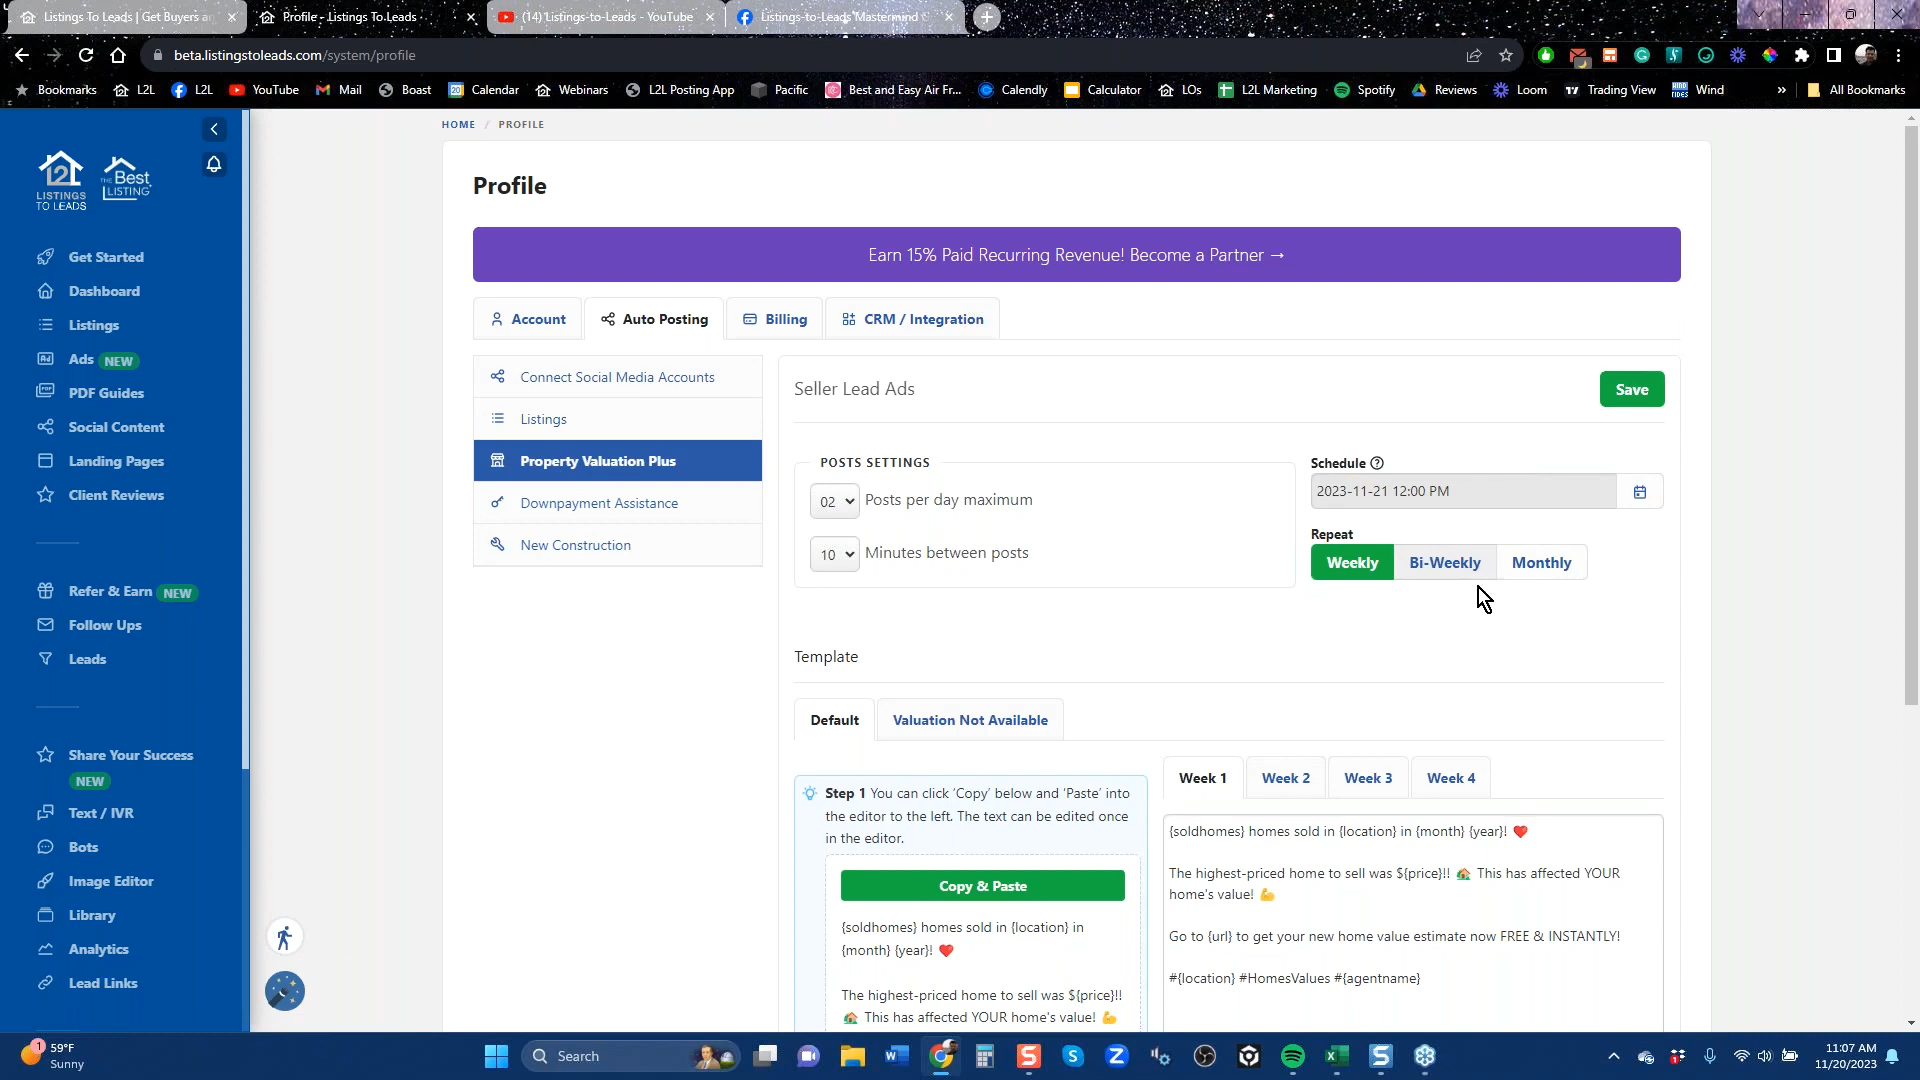 Listings To Leads | Get Buyers a
Profile - Listings To Leads
(14) Listings-to-Leads - YouTube
Listings-to-Leads Mastermind
beta.listingstoleads.com/system/profile
Bookmarks
L2L
L2L
YouTube
Mail
Boast
20
Calendar
Webinars
L2L Posting App
Pacific
Best and Easy Air Fr...
Calendly
Calculator
LOs
L2L Marketing
Spotify
Reviews
Loom
Trading View
Wind
»
All Bookmarks
L2L
LISTINGS
TO LEADS
THE Best
LISTING
Get Started
Dashboard
Listings
Ads NEW
PDF Guides
Social Content
Landing Pages
Client Reviews
Refer & Earn NEW
Follow Ups
Leads
Share Your Success
NEW
Text / IVR
Bots
Image Editor
Library
Analytics
Lead Links
HOME / PROFILE
Profile
Earn 15% Paid Recurring Revenue! Become a Partner →
Account
Auto Posting
Billing
CRM / Integration
Connect Social Media Accounts
Listings
Property Valuation Plus
Downpayment Assistance
New Construction
Seller Lead Ads
Save
POSTS SETTINGS
02 Posts per day maximum
10 Minutes between posts
Schedule ?
2023-11-21 12:00 PM
Repeat
Weekly
Bi-Weekly
Monthly
Template
Default
Valuation Not Available
Step 1 You can click 'Copy' below and 'Paste' into
the editor to the left. The text can be edited once
in the editor.
Copy & Paste
{soldhomes} homes sold in {location} in
{month} {year}! ❤️
The highest-priced home to sell was ${price}!!
🏠 This has affected YOUR home's value! 💪
Week 1
Week 2
Week 3
Week 4
{soldhomes} homes sold in {location} in {month} {year}! ❤️
The highest-priced home to sell was ${price}!! 🏠 This has affected YOUR
home's value! 💪
Go to {url} to get your new home value estimate now FREE & INSTANTLY!
#{location} #HomesValues #{agentname}
1
59°F
Sunny
Search
11:07 AM
11/20/2023